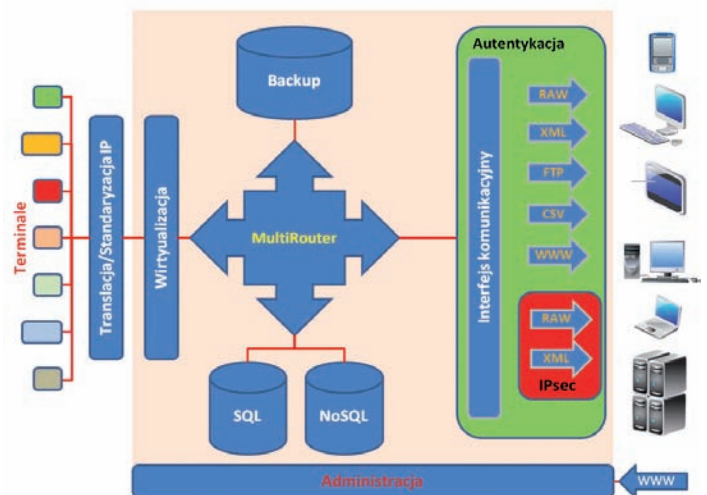 Terminale
Translacja/Standaryzacja IP
Wirtyualizacja
Backup
MultiRouter
SQL
NoSQL
Autentykacja
Interfejs komunikacyjny
RAW
XML
FTP
CSV
WWW
RAW
XML
IPsec
Administracja
WWW